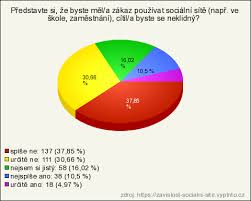 Představte si, že byste měl/a zákaz používat sociální sítě (např. ve
škole, zaměstnání), cítil/a byste se neklidný?
30,66
%
16,02
%
10,5 %
37,85
%
spíše ne: 137 (37,85 %)
určitě ne: 111 (30,66 %)
nejsem si jistý: 58 (16,02 %)
nejspíše ano: 38 (10,5 %)
určitě ano: 18 (4,97 %)
zdroj: https://zavislost-socialni-site.vyplnto.cz